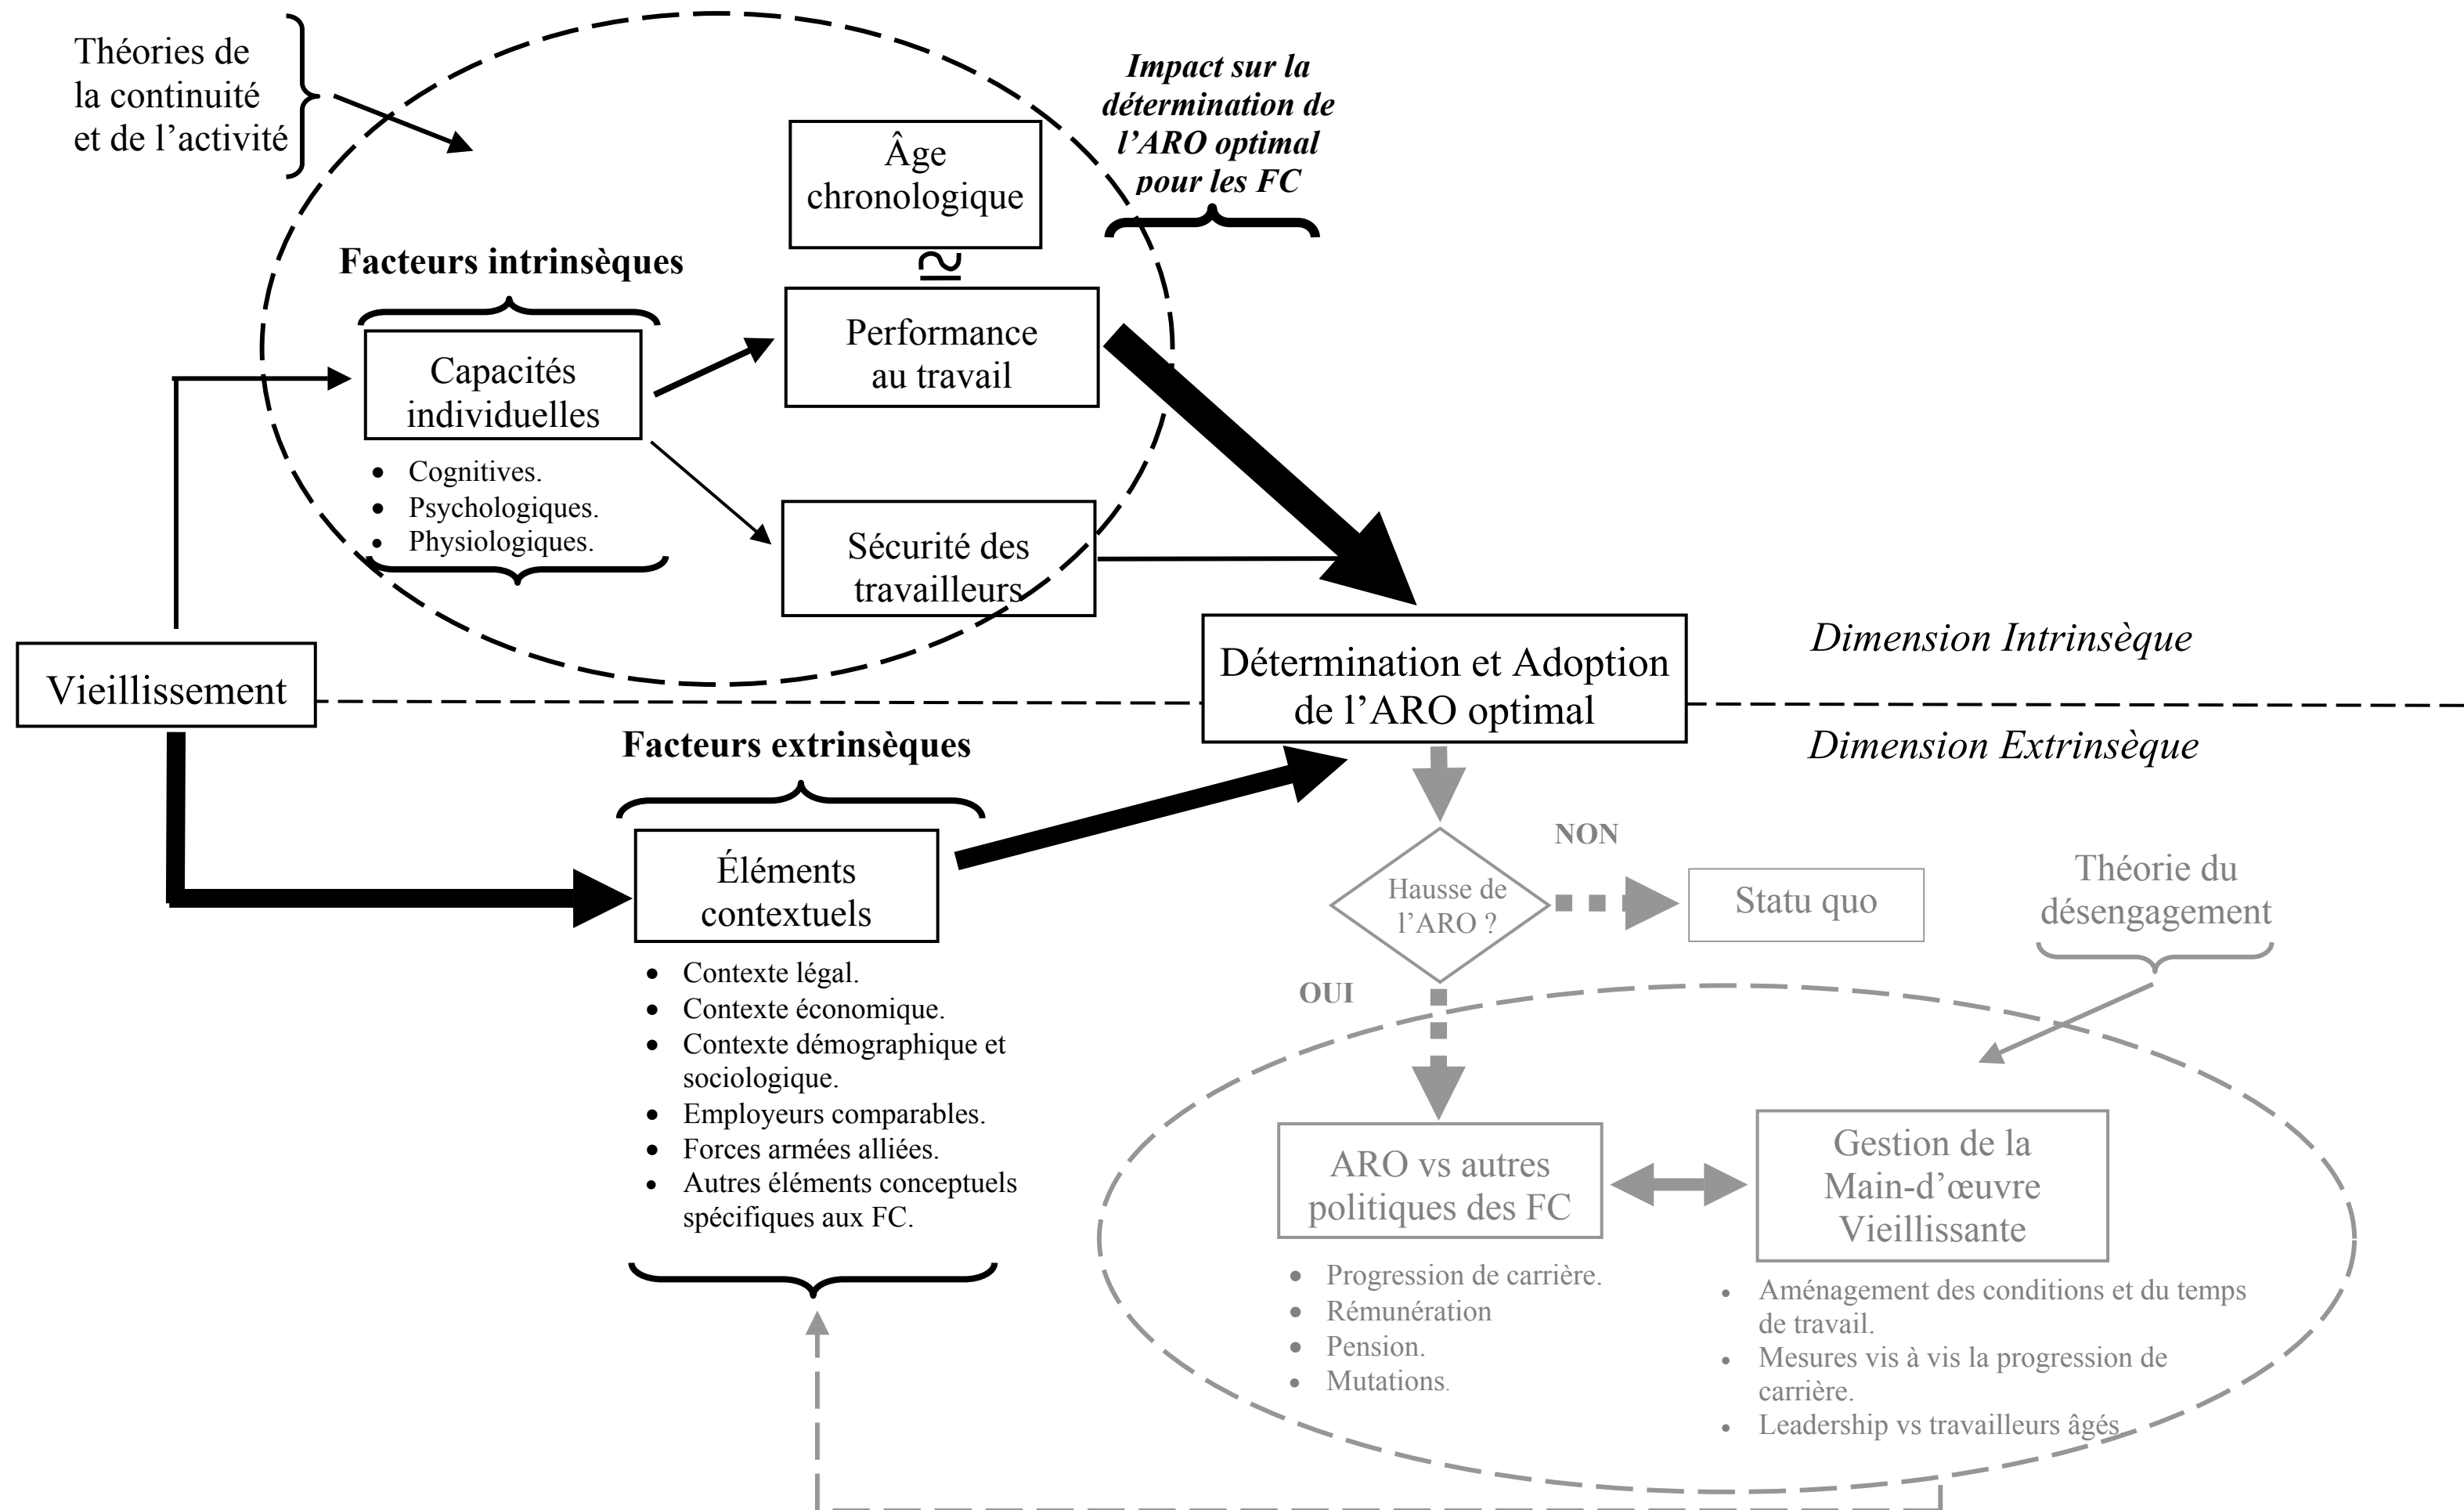 Théories de
la continuité
et de l’activité
Impact sur la
détermination de
l’ARO optimal
pour les FC
Âge
chronologique
≃
Facteurs intrinsèques
Performance
au travail
Capacités
individuelles
• Cognitives.
• Psychologiques.
• Physiologiques.
Sécurité des
travailleurs
Vieillissement
Détermination et Adoption
de l’ARO optimal
Dimension Intrinsèque
Dimension Extrinsèque
Facteurs extrinsèques
Éléments
contextuels
• Contexte légal.
• Contexte économique.
• Contexte démographique et
sociologique.
• Employeurs comparables.
• Forces armées alliées.
• Autres éléments conceptuels
spécifiques aux FC.
Hausse de
l’ARO ?
NON
Statu quo
OUI
Théorie du
désengagement
ARO vs autres
politiques des FC
• Progression de carrière.
• Rémunération
• Pension.
• Mutations.
Gestion de la
Main-d’œuvre
Vieillissante
• Aménagement des conditions et du temps
de travail.
• Mesures vis à vis la progression de
carrière.
• Leadership vs travailleurs âgés.